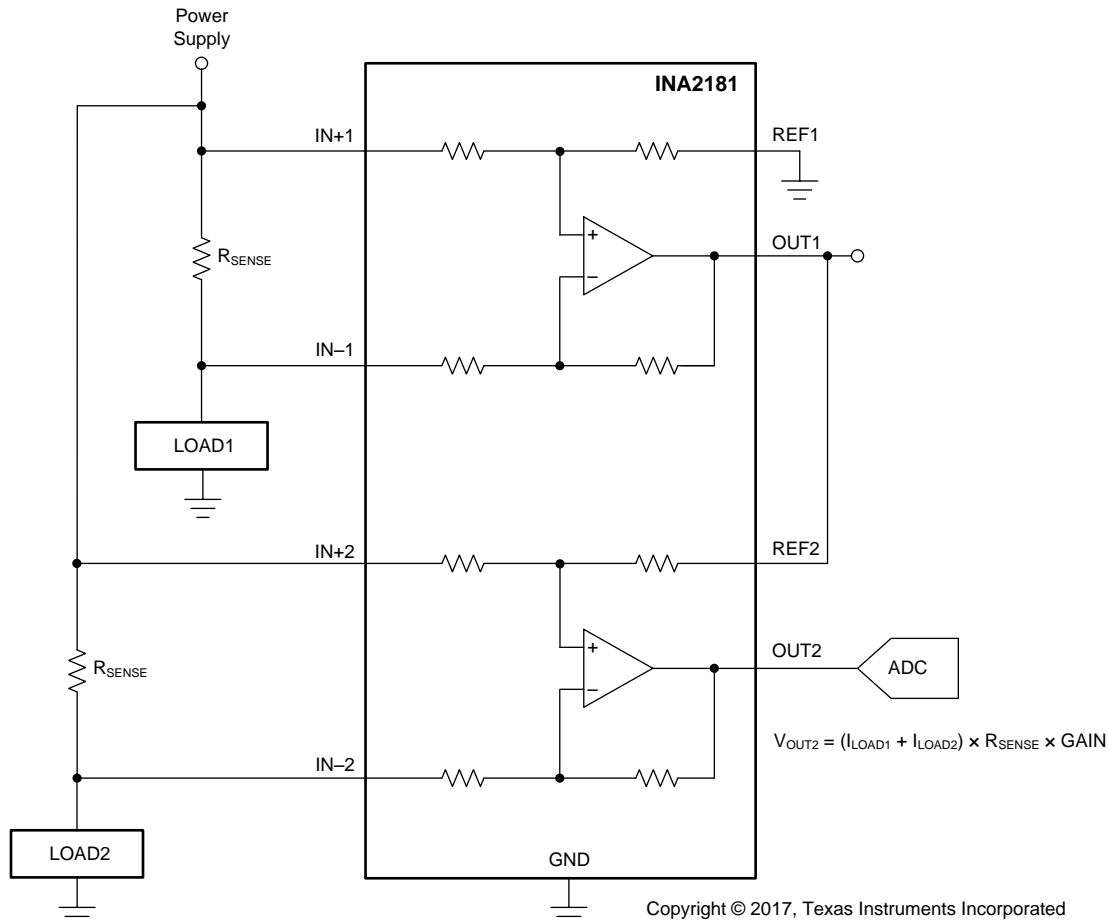 Power
Supply
INA2181
IN+1
REF1
+
OUT1
RSENSE
–
IN–1
LOAD1
IN+2
REF2
+
OUT2
ADC
RSENSE
–
VOUT2 = (ILOAD1 + ILOAD2) × RSENSE × GAIN
IN–2
LOAD2
GND
Copyright © 2017, Texas Instruments Incorporated